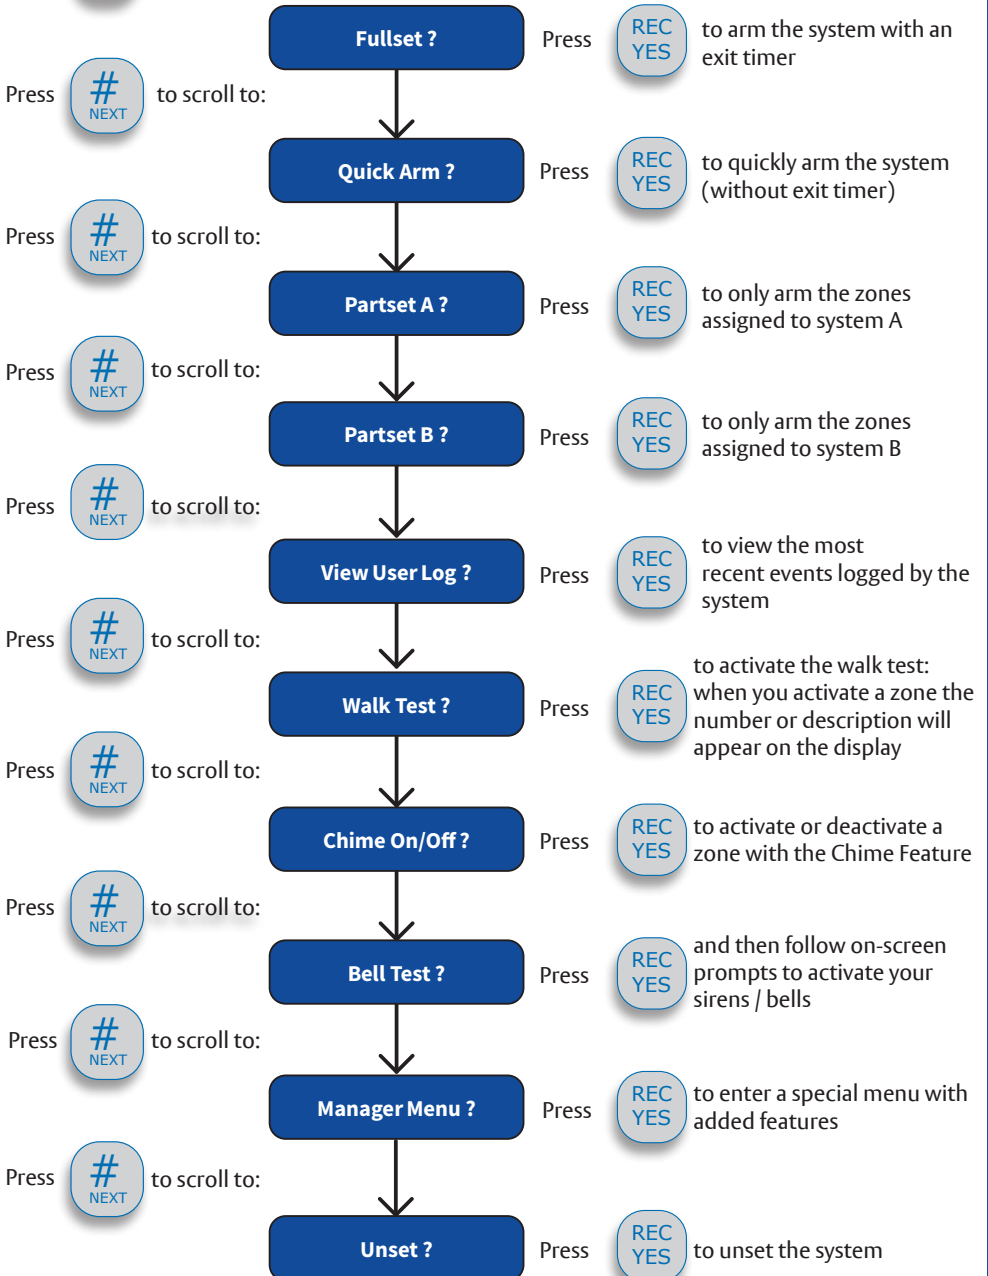 Fullset ?
Press
REC
YES
to arm the system with an
exit timer
Press
#
NEXT
to scroll to:
Quick Arm ?
Press
REC
YES
to quickly arm the system
(without exit timer)
Press
#
NEXT
to scroll to:
Partset A ?
Press
REC
YES
to only arm the zones
assigned to system A
Press
#
NEXT
to scroll to:
Partset B ?
Press
REC
YES
to only arm the zones
assigned to system B
Press
#
NEXT
to scroll to:
View User Log ?
Press
REC
YES
to view the most
recent events logged by the
system
Press
#
NEXT
to scroll to:
Walk Test ?
Press
REC
YES
to activate the walk test:
when you activate a zone the
number or description will
appear on the display
Press
#
NEXT
to scroll to:
Chime On/Off ?
Press
REC
YES
to activate or deactivate a
zone with the Chime Feature
Press
#
NEXT
to scroll to:
Bell Test ?
Press
REC
YES
and then follow on-screen
prompts to activate your
sirens / bells
Press
#
NEXT
to scroll to:
Manager Menu ?
Press
REC
YES
to enter a special menu with
added features
Press
#
NEXT
to scroll to:
Unset ?
Press
REC
YES
to unset the system